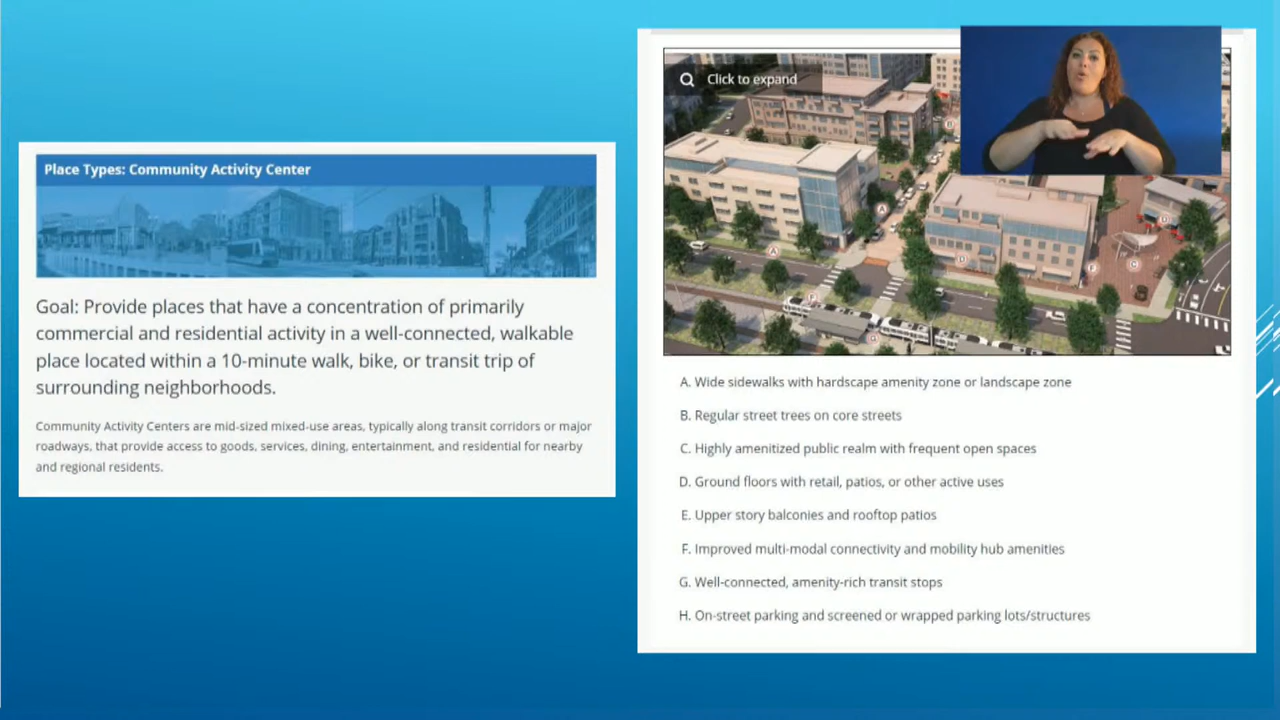 Place Types: Community Activity Center
Goal: Provide places that have a concentration of primarily
commercial and residential activity in a well-connected, walkable
place located within a 10-minute walk, bike, or transit trip of
surrounding neighborhoods.
Community Activity Centers are mid-sized mixed-use areas, typically along transit corridors or major
roadways, that provide access to goods, services, dining, entertainment, and residential for nearby
and regional residents.
Click to expand
B
A
A
D
D
F
C
G
A. Wide sidewalks with hardscape amenity zone or landscape zone
B. Regular street trees on core streets
C. Highly amenitized public realm with frequent open spaces
D. Ground floors with retail, patios, or other active uses
E. Upper story balconies and rooftop patios
F. Improved multi-modal connectivity and mobility hub amenities
G. Well-connected, amenity-rich transit stops
H. On-street parking and screened or wrapped parking lots/structures